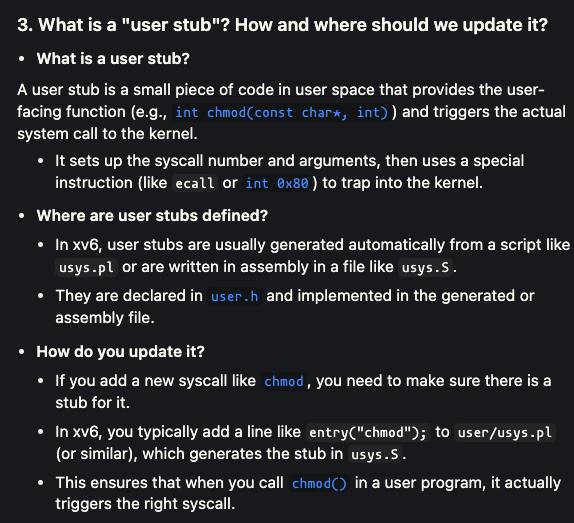 3. What is a "user stub"? How and where should we update it?
• What is a user stub?
A user stub is a small piece of code in user space that provides the user-
facing function (e.g., int chmod(const char*, int)) and triggers the actual
system call to the kernel.
• It sets up the syscall number and arguments, then uses a special
instruction (like ecall or int 0x80) to trap into the kernel.
• Where are user stubs defined?
• In xv6, user stubs are usually generated automatically from a script like
usys.pl or are written in assembly in a file like usys.S.
• They are declared in user.h and implemented in the generated or
assembly file.
• How do you update it?
• If you add a new syscall like chmod, you need to make sure there is a
stub for it.
• In xv6, you typically add a line like entry("chmod"); to user/usys.pl
(or similar), which generates the stub in usys.S.
• This ensures that when you call chmod() in a user program, it actually
triggers the right syscall.